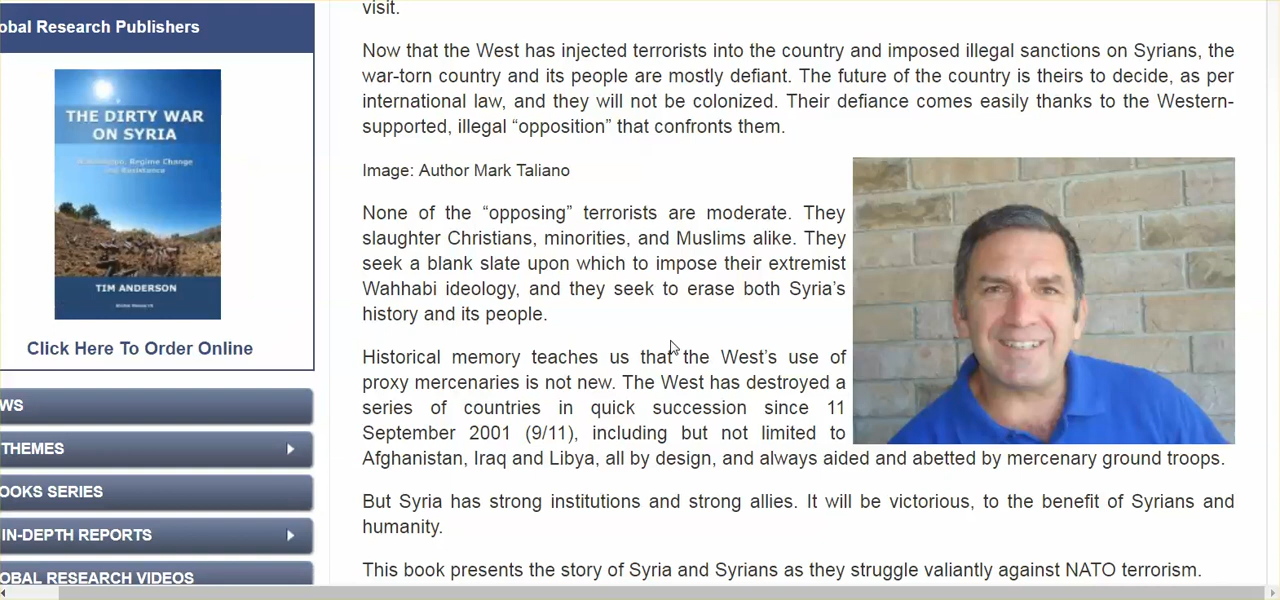 obal Research Publishers
THE DIRTY WAR
ON SYRIA
Regime Change
and Resistance
TIM ANDERSON
Click Here To Order Online
WS
THEMES
OOKS SERIES
IN-DEPTH REPORTS
OBAL RESEARCH VIDEOS
visit.
Now that the West has injected terrorists into the country and imposed illegal sanctions on Syrians, the
war-torn country and its people are mostly defiant. The future of the country is theirs to decide, as per
international law, and they will not be colonized. Their defiance comes easily thanks to the Western-
supported, illegal “opposition” that confronts them.
Image: Author Mark Taliano
None of the “opposing” terrorists are moderate. They
slaughter Christians, minorities, and Muslims alike. They
seek a blank slate upon which to impose their extremist
Wahhabi ideology, and they seek to erase both Syria’s
history and its people.
Historical memory teaches us that the West’s use of
proxy mercenaries is not new. The West has destroyed a
series of countries in quick succession since 11
September 2001 (9/11), including but not limited to
Afghanistan, Iraq and Libya, all by design, and always aided and abetted by mercenary ground troops.
But Syria has strong institutions and strong allies. It will be victorious, to the benefit of Syrians and
humanity.
This book presents the story of Syria and Syrians as they struggle valiantly against NATO terrorism.